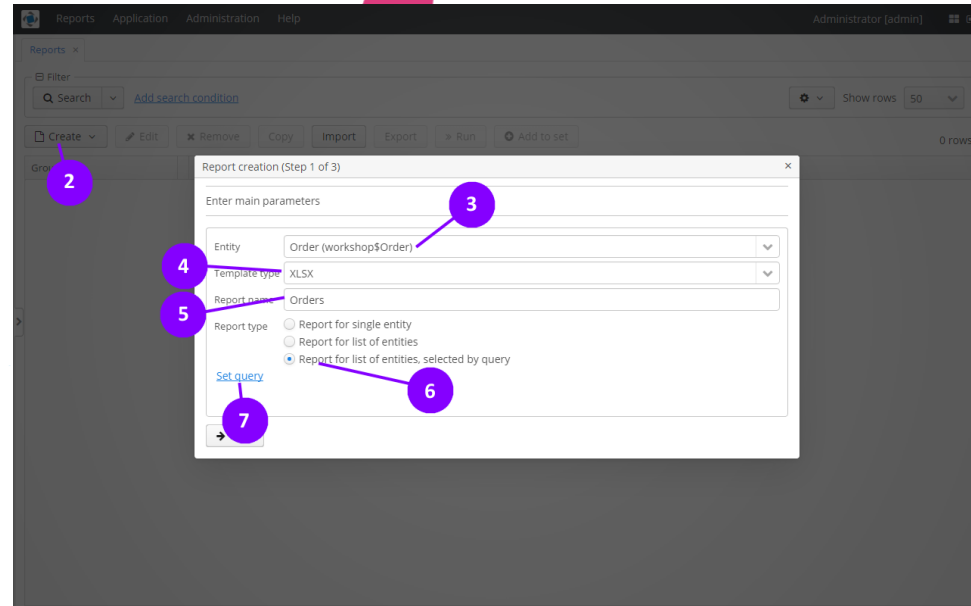 Reports Application Administration Help Administrator [admin]
Reports ×
Filter
Search Add search condition Show rows 50
Create Edit Remove Copy Import Export Run Add to set 0 rows
2
Report creation (Step 1 of 3) ×
Enter main parameters
3
Entity Order (workshop$Order)
4
Template type XLSX
Report name Orders
5
Report type Report for single entity
Report for list of entities
Report for list of entities, selected by query
Set query
6
7